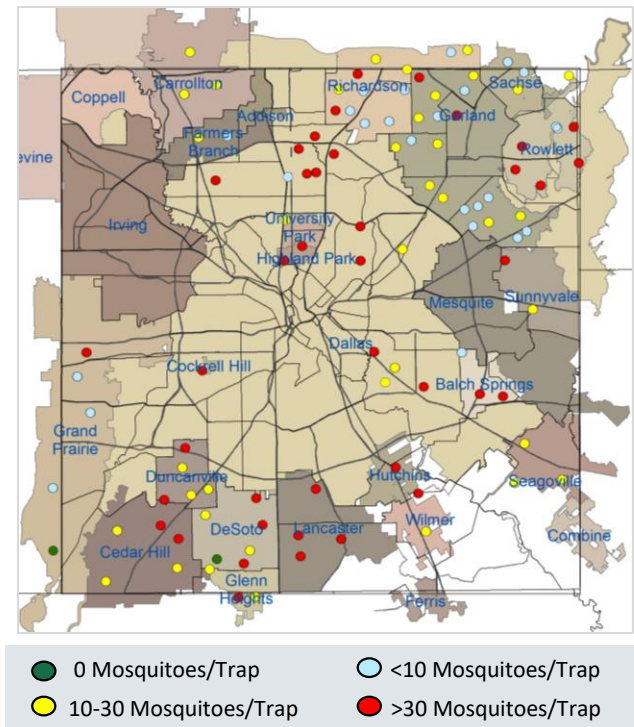 Carrollton
Sachse
Coppell
Richardson
Addison
Garland
Farmers
Branch
Rowlett
evine
University
Park
Irving
Highland Park
Mesquite
Sunnyvale
Dallas
Cockrell Hill
Balch Springs
Grand
Prairie
Duncanville
Hutchins
Seagoville
DeSoto
Lancaster
Wilmer
Combine
Cedar Hill
Glenn
Heights
Ferris
0 Mosquitoes/Trap
<10 Mosquitoes/Trap
10-30 Mosquitoes/Trap
>30 Mosquitoes/Trap